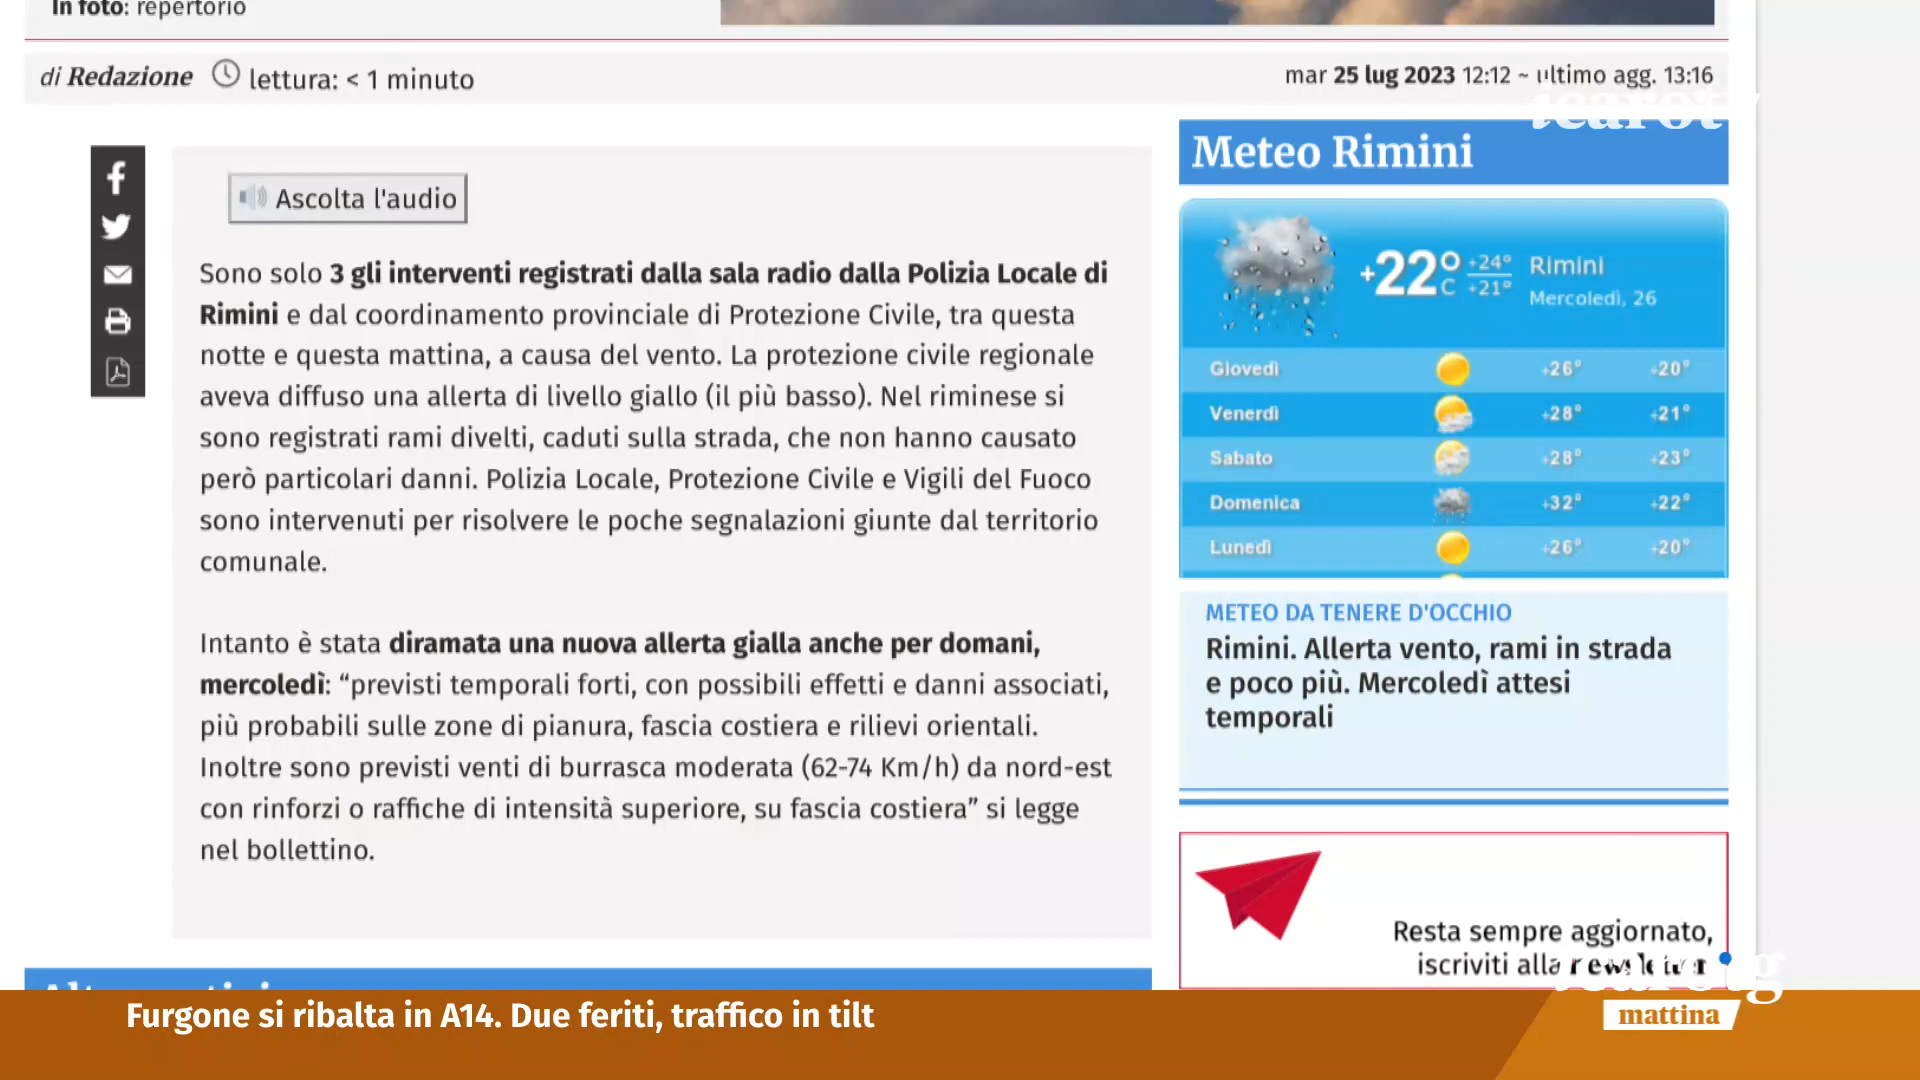 In foto: repertorio
di Redazione lettura: < 1 minuto
mar 25 lug 2023 12:12 ~ ultimo agg. 13:16
icarotv
Ascolta l'audio
Sono solo 3 gli interventi registrati dalla sala radio dalla Polizia Locale di
Rimini e dal coordinamento provinciale di Protezione Civile, tra questa
notte e questa mattina, a causa del vento. La protezione civile regionale
aveva diffuso una allerta di livello giallo (il più basso). Nel riminese si
sono registrati rami divelti, caduti sulla strada, che non hanno causato
però particolari danni. Polizia Locale, Protezione Civile e Vigili del Fuoco
sono intervenuti per risolvere le poche segnalazioni giunte dal territorio
comunale.
Intanto è stata diramata una nuova allerta gialla anche per domani,
mercoledì: “previsti temporali forti, con possibili effetti e danni associati,
più probabili sulle zone di pianura, fascia costiera e rilievi orientali.
Inoltre sono previsti venti di burrasca moderata (62-74 Km/h) da nord-est
con rinforzi o raffiche di intensità superiore, su fascia costiera” si legge
nel bollettino.
Meteo Rimini
+22° C +24° +21° Rimini
Mercoledì, 26
Giovedì +26° +20°
Venerdì +28° +21°
Sabato +28° +23°
Domenica +32° +22°
Lunedì +26° +20°
METEO DA TENERE D'OCCHIO
Rimini. Allerta vento, rami in strada
e poco più. Mercoledì attesi
temporali
Resta sempre aggiornato,
iscriviti alla newsletter
Furgone si ribalta in A14. Due feriti, traffico in tilt
mattina